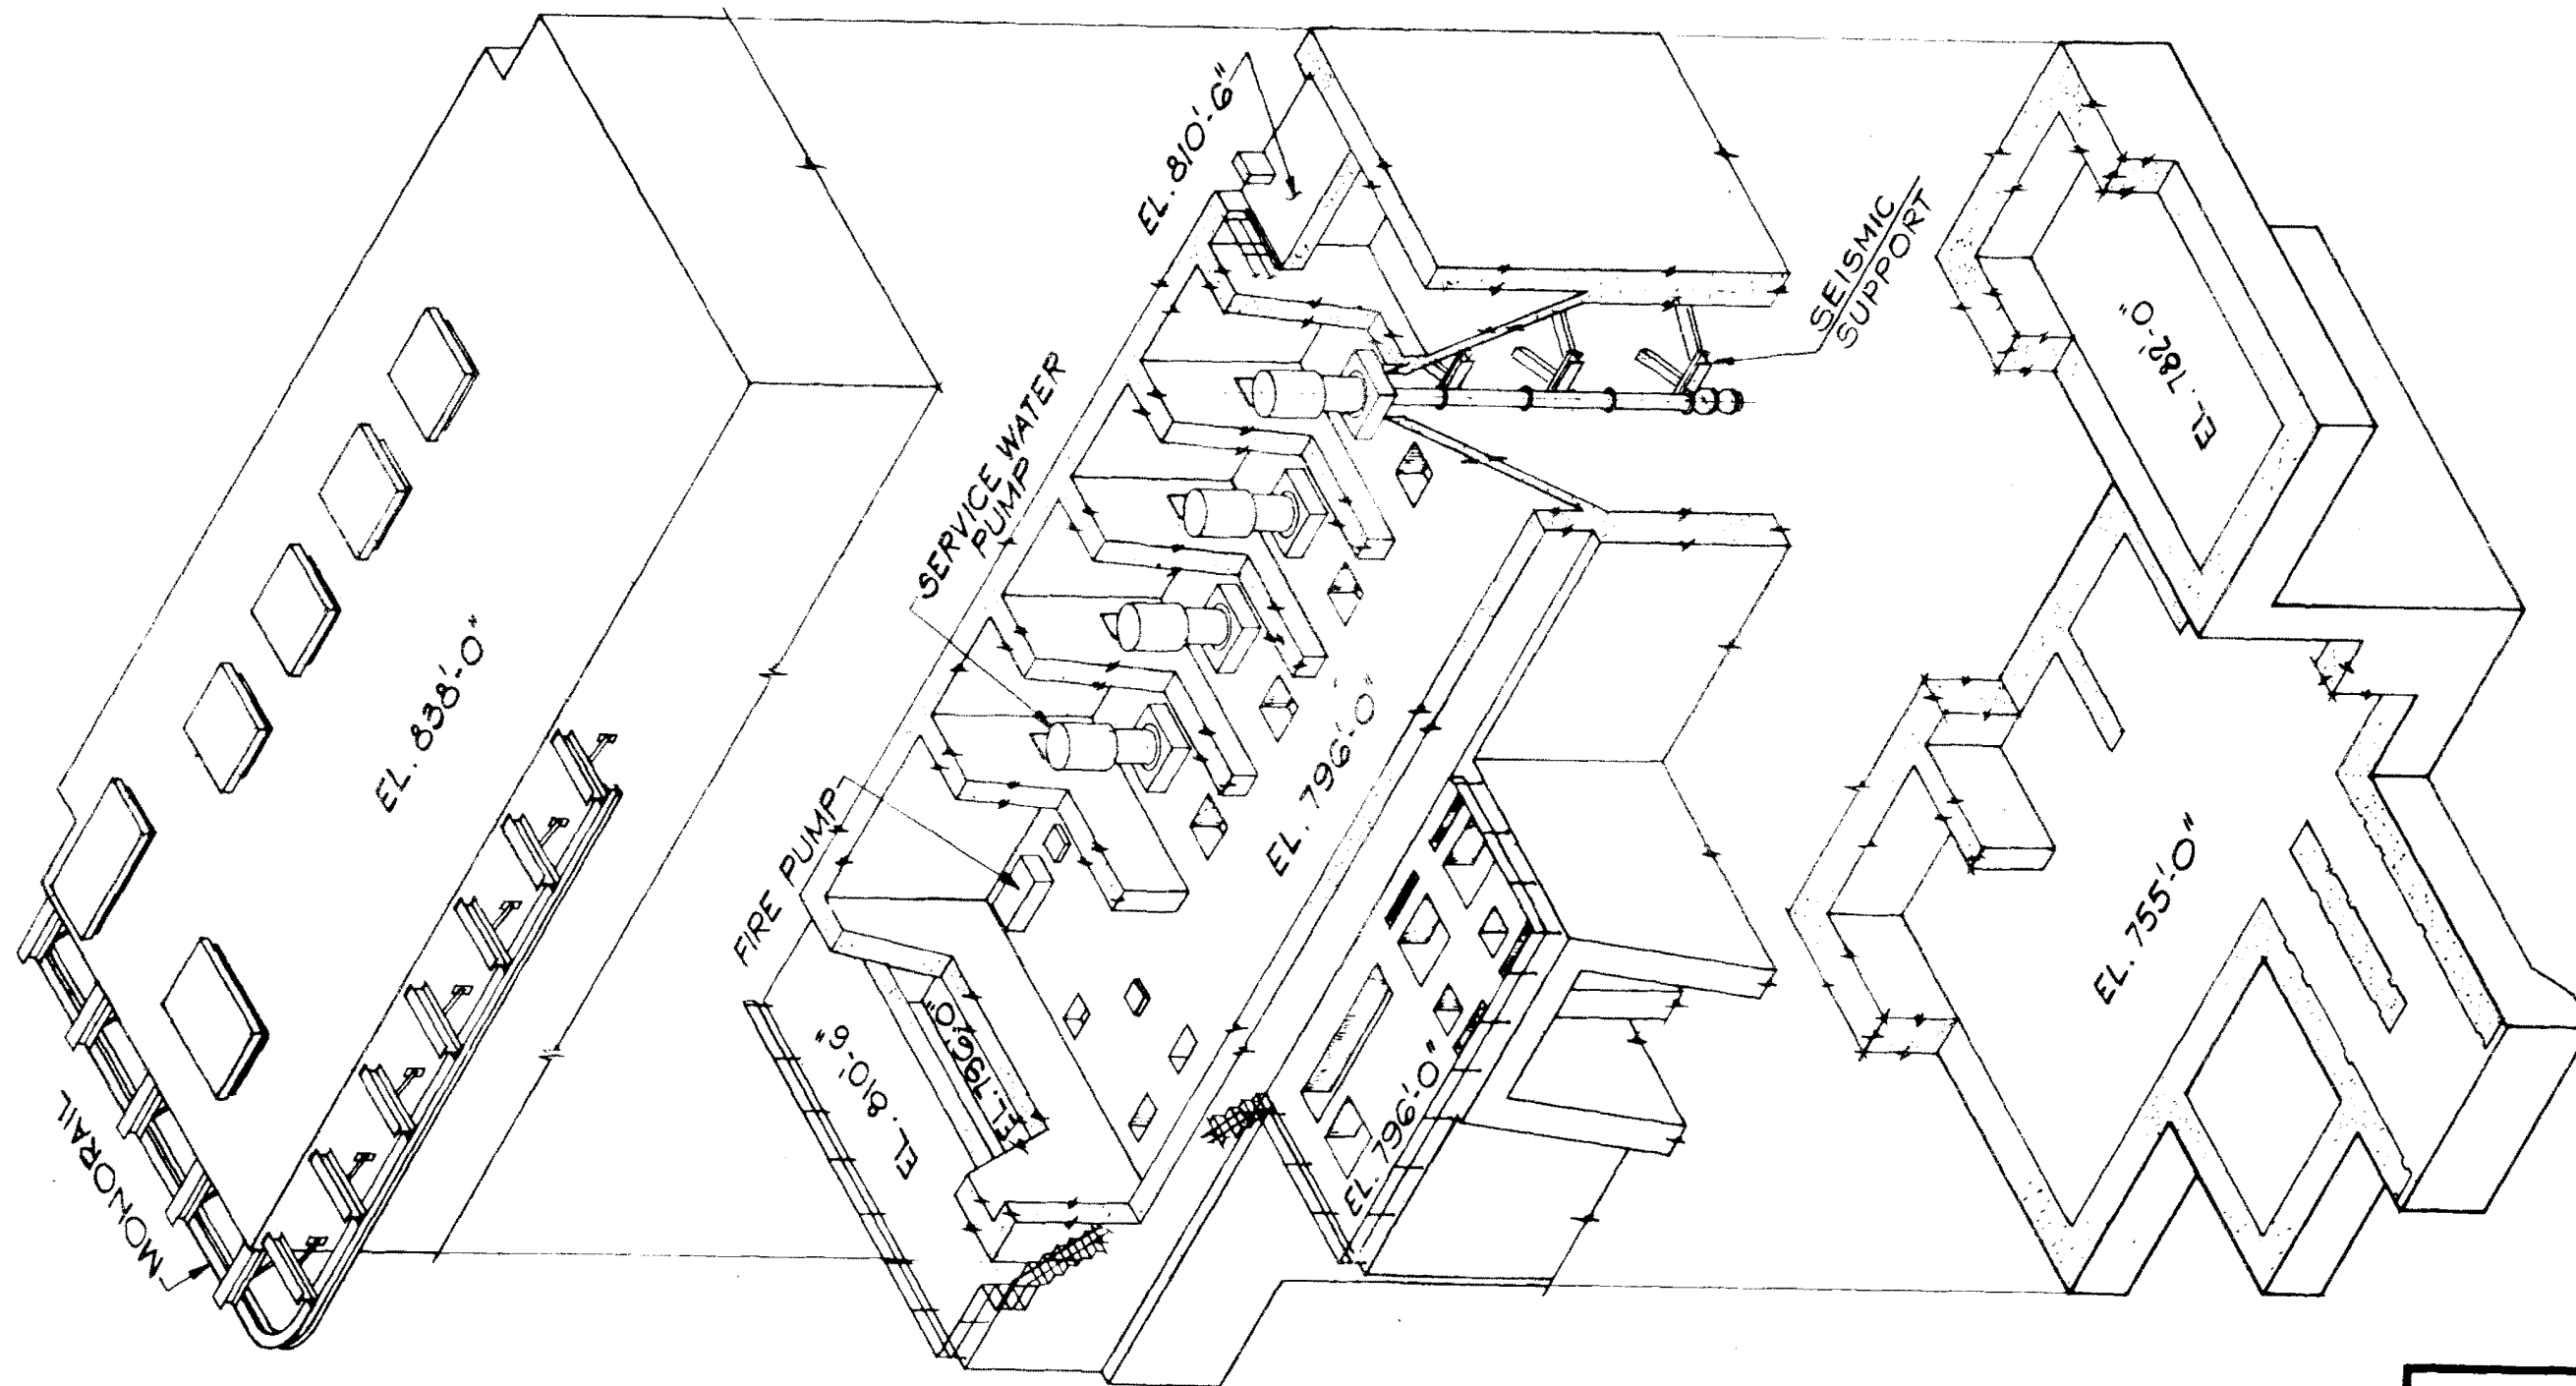 MONORAIL
EL. 838'-0"
FIRE PUMP
SERVICE WATER
PUMP
EL. 810'-6"
EL. 810'-6"
EL. 796'-0"
EL. 796'-0"
EL. 796'-0"
SEISMIC
SUPPORT
EL. 782'-0"
EL. 755'-0"